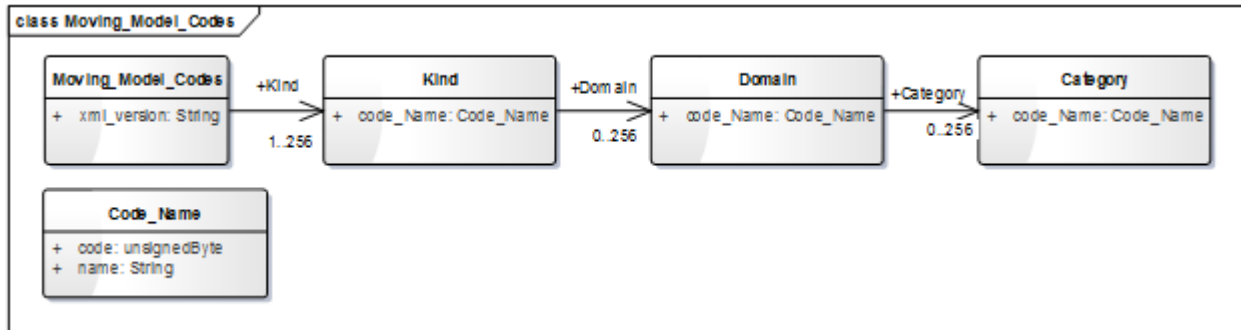 class Moving_Model_Codes
Moving_Model_Codes
+ xml_version: String
+Kind
1..256
Kind
+ code_Name: Code_Name
+Domain
0..256
Domain
+ code_Name: Code_Name
+Category
0..256
Category
+ code_Name: Code_Name
Code_Name
+ code: unsignedByte
+ name: String